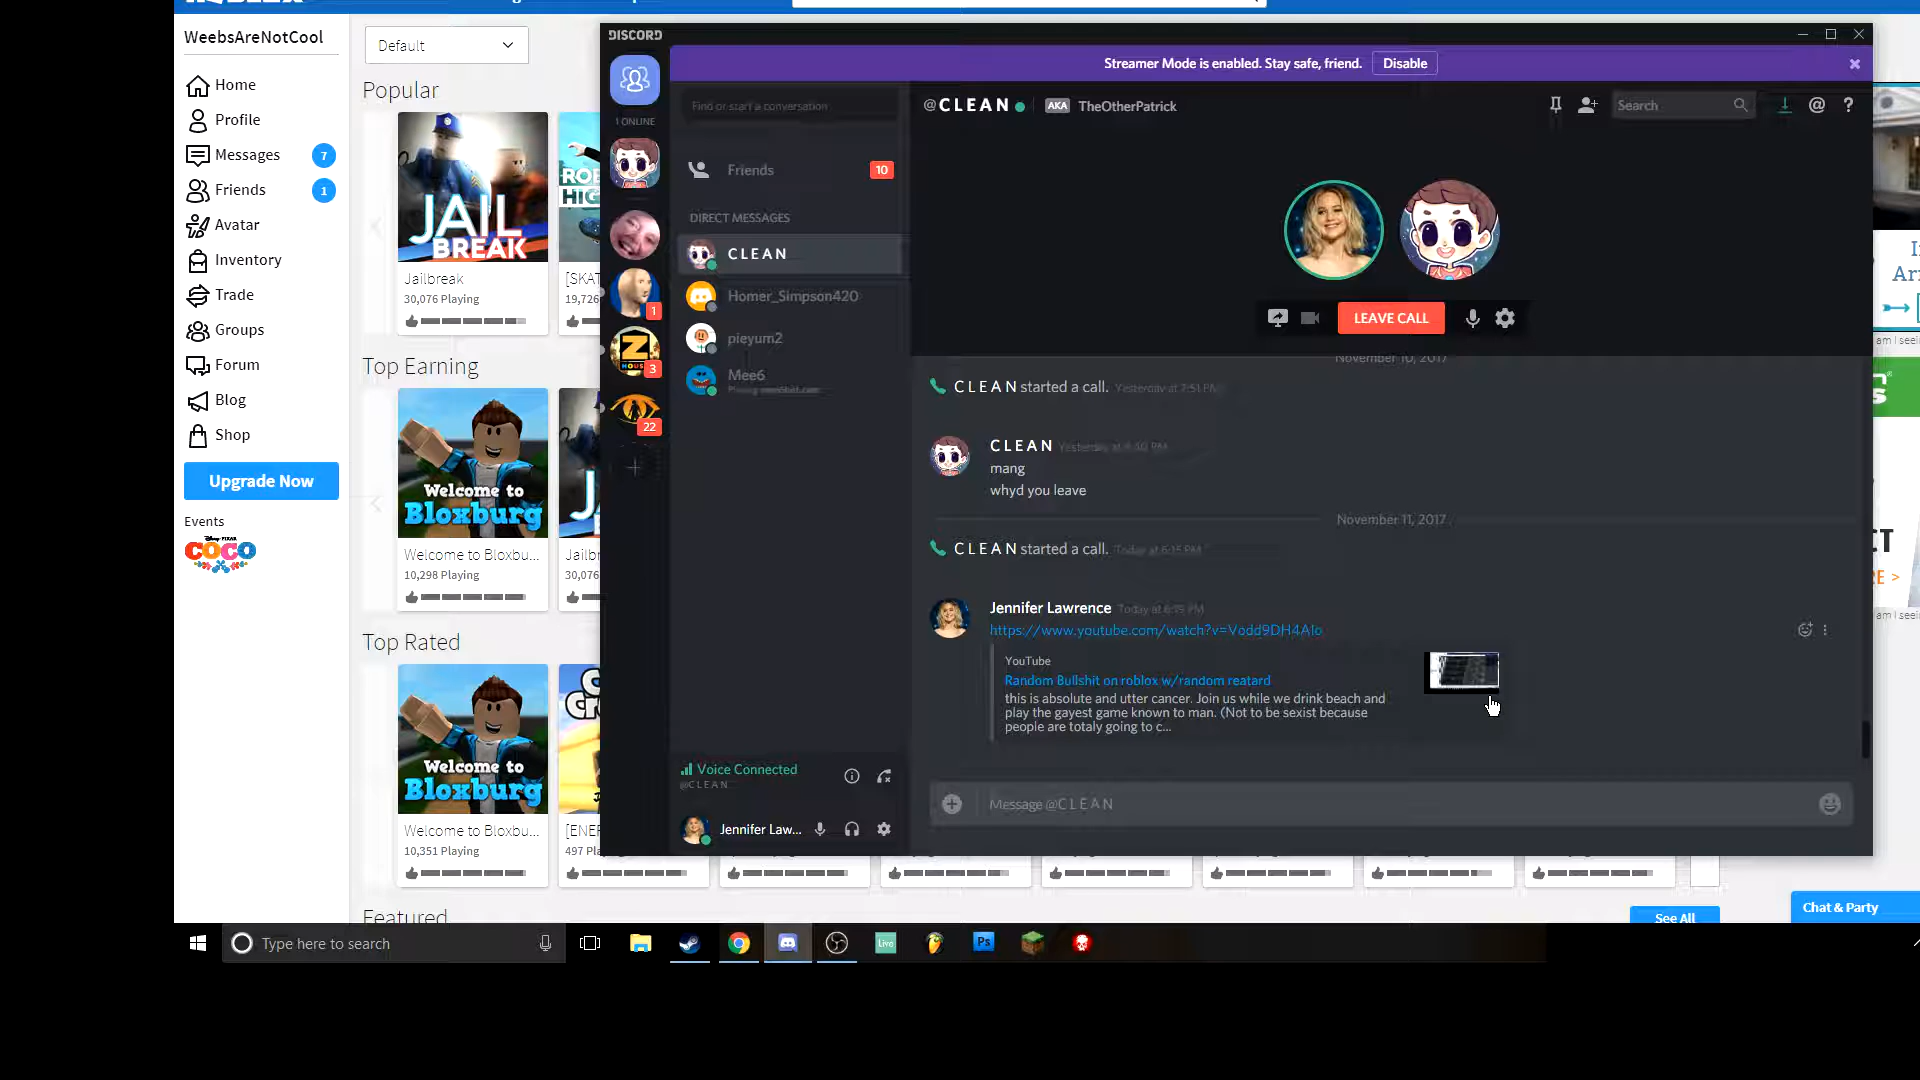 WeebsAreNotCool
Home
Profile
Messages
7
Friends
1
Avatar
Inventory
Trade
Groups
Forum
Blog
Shop
Upgrade Now
Events
Disney PIXAR
COCO
Default
Popular
JAIL
BREAK
Jailbreak
30,076 Playing
[SKAT
19,726
Top Earning
Welcome to
Bloxburg
Welcome to Bloxbu...
10,298 Playing
Jailbr
30,076
Top Rated
Welcome to
Bloxburg
Welcome to Bloxbu...
10,351 Playing
[ENER
497 Pla
Featured
See All
Chat & Party
DISCORD
Streamer Mode is enabled. Stay safe, friend.
Disable
1 ONLINE
1
3
22
Find or start a conversation
Friends
10
DIRECT MESSAGES
CLEAN
Homer_Simpson420
pieyum2
Mee6
Voice Connected
@CLEAN
Jennifer Law...
@CLEAN
AKA
TheOtherPatrick
Search
LEAVE CALL
November 10, 2017
CLEAN started a call. Yesterday at 7:51 PM
CLEAN
mang
whyd you leave
November 11, 2017
CLEAN started a call. Today at 6:15 PM
Jennifer Lawrence Today at 6:19 PM
https://www.youtube.com/watch?v=Vodd9DH4AIo
YouTube
Random Bullshit on roblox w/random reatard
this is absolute and utter cancer. Join us while we drink beach and
play the gayest game known to man. (Not to be sexist because
people are totaly going to c...
Message @CLEAN
Type here to search
Live
Ps